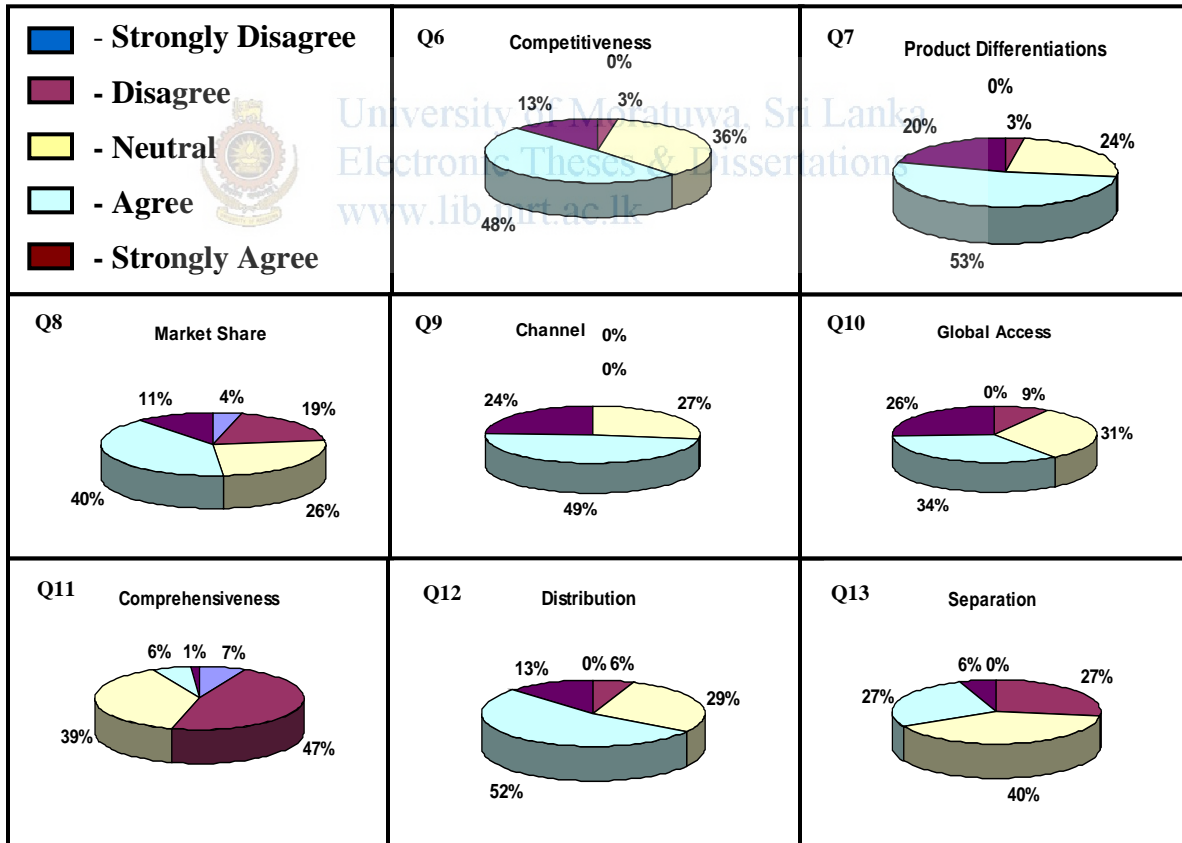 - Strongly Disagree
- Disagree
- Neutral
- Agree
- Strongly Agree
University of Moratuwa, Sri Lanka
Electronic Theses & Dissertations
www.lib.mrt.ac.lk
Q6
Competitiveness
0%
13%
3%
36%
48%
Q7
Product Differentiations
0%
20%
3%
24%
53%
Q8
Market Share
11%
4%
19%
40%
26%
Q9
Channel
0%
0%
24%
27%
49%
Q10
Global Access
26%
0%
9%
31%
34%
Q11
Comprehensiveness
6%
1%
7%
39%
47%
Q12
Distribution
13%
0%
6%
29%
52%
Q13
Separation
6%
0%
27%
27%
40%